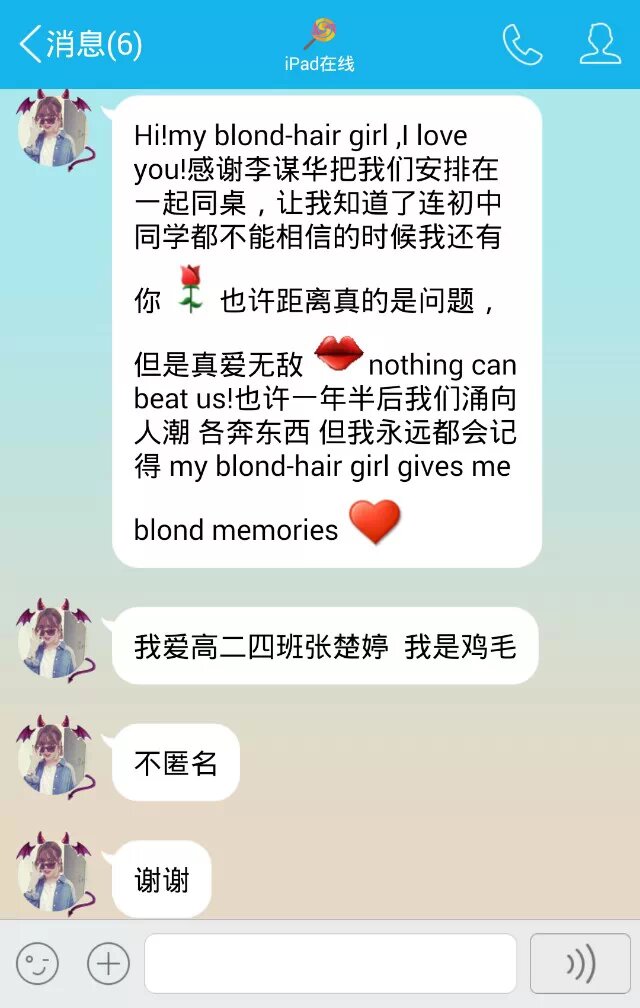 消息(6)
iPad在线
Hi!my blond-hair girl ,I love
you!感谢李谋华把我们安排在
一起同桌，让我知道了连初中
同学都不能相信的时候我还有
你 也许距离真的是问题，
但是真爱无敌 nothing can
beat us!也许一年半后我们涌向
人潮 各奔东西 但我永远都会记
得 my blond-hair girl gives me
blond memories
我爱高二四班张楚婷 我是鸡毛
不匿名
谢谢